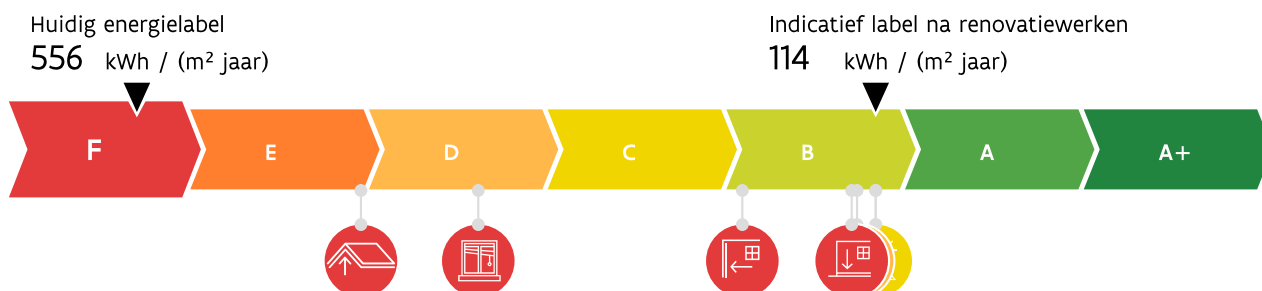 Huidig energielabel
556 kWh / (m² jaar)
Indicatief label na renovatiewerken
114 kWh / (m² jaar)
F E D C B A A+